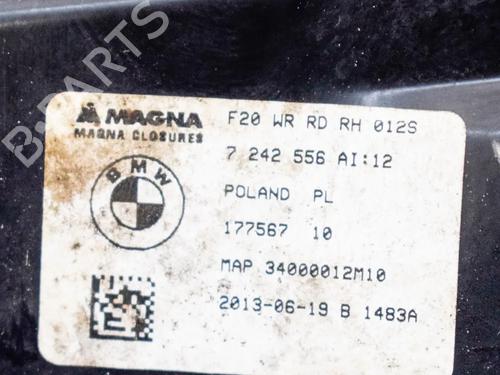 MAGNA
MAGNA CLOSURES
BMW
F20 WR RD RH 012S
7 242 556 AI:12
POLAND PL
177567 10
MAP 34000012M10
2013-06-19 B 1483A
B-PARTS